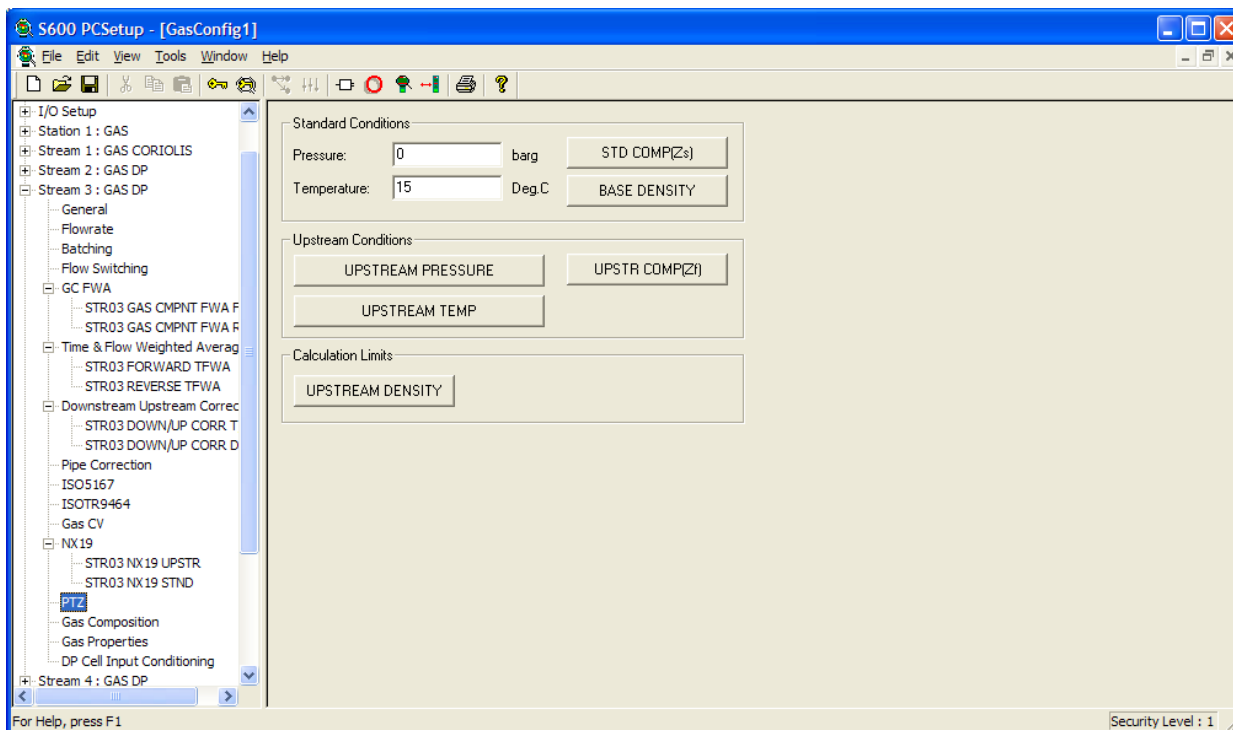 S600 PCSetup - [GasConfig1]
File Edit View Tools Window Help
I/O Setup
Station 1 : GAS
Stream 1 : GAS CORIOLIS
Stream 2 : GAS DP
Stream 3 : GAS DP
General
Flowrate
Batching
Flow Switching
GC FWA
STR03 GAS CMPNT FWA F
STR03 GAS CMPNT FWA R
Time & Flow Weighted Averag
STR03 FORWARD TFWA
STR03 REVERSE TFWA
Downstream Upstream Correc
STR03 DOWN/UP CORR T
STR03 DOWN/UP CORR D
Pipe Correction
ISO5167
ISOTR9464
Gas CV
NX19
STR03 NX19 UPSTR
STR03 NX19 STND
PTZ
Gas Composition
Gas Properties
DP Cell Input Conditioning
Stream 4 : GAS DP
Standard Conditions
Pressure: 0 barg STD COMP(Zs)
Temperature: 15 Deg.C BASE DENSITY
Upstream Conditions
UPSTREAM PRESSURE UPSTR COMP(Zf)
UPSTREAM TEMP
Calculation Limits
UPSTREAM DENSITY
For Help, press F1 Security Level : 1